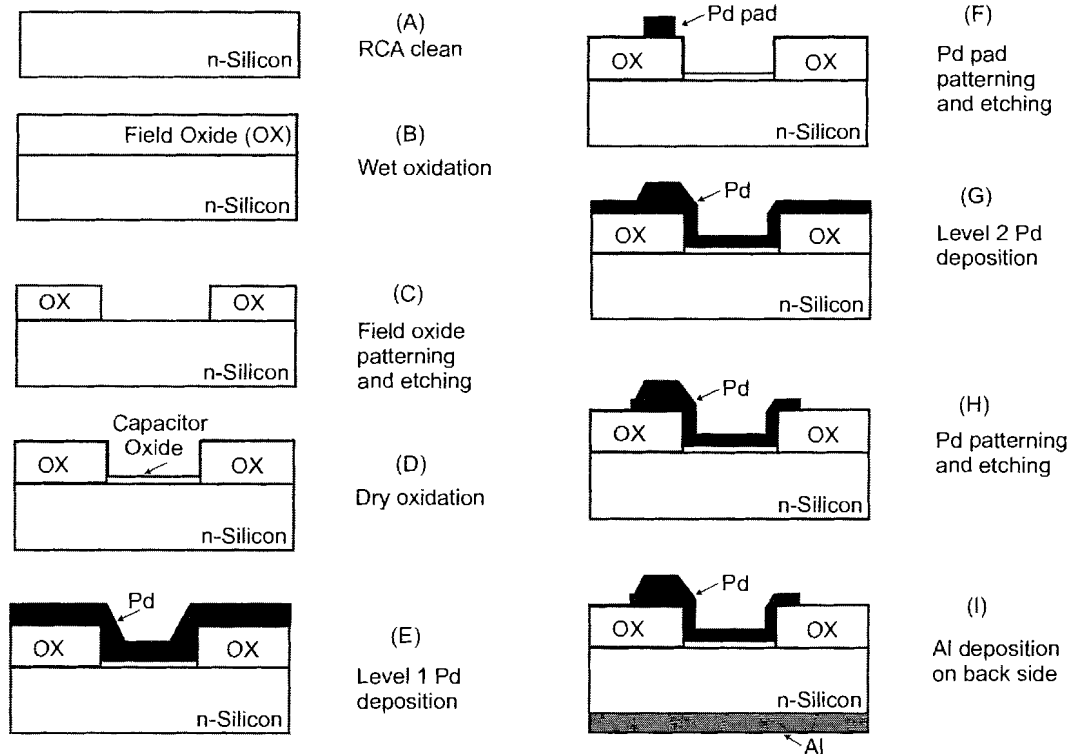 n-Silicon
(A)
RCA clean
Field Oxide (OX)
n-Silicon
(B)
Wet oxidation
OX
OX
n-Silicon
(C)
Field oxide
patterning
and etching
Capacitor
Oxide
OX
OX
n-Silicon
(D)
Dry oxidation
Pd
OX
OX
n-Silicon
(E)
Level 1 Pd
deposition
Pd pad
OX
OX
n-Silicon
(F)
Pd pad
patterning
and etching
Pd
OX
OX
n-Silicon
(G)
Level 2 Pd
deposition
Pd
OX
OX
n-Silicon
(H)
Pd patterning
and etching
Pd
OX
OX
n-Silicon
Al
(I)
Al deposition
on back side